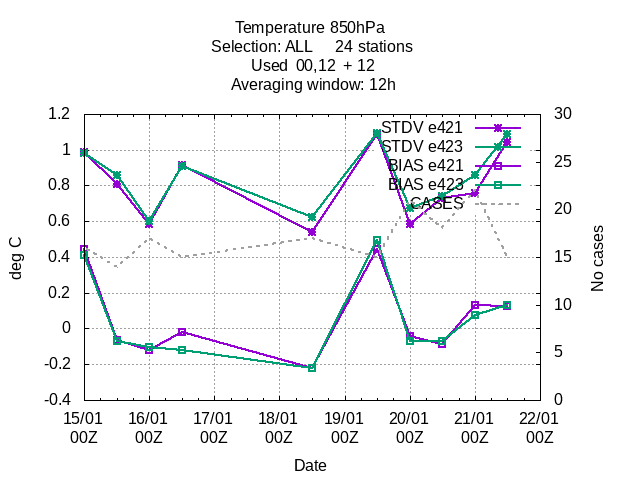 Temperature 850hPa
Selection: ALL 24 stations
Used 00,12 + 12
Averaging window: 12h
STDV e421
STDV e423
BIAS e421
BIAS e423
CASES
deg C
1.2
1
0.8
0.6
0.4
0.2
0
-0.2
-0.4
No cases
30
25
20
15
10
5
0
15/01 16/01 17/01 18/01 19/01 20/01 21/01 22/01
00Z 00Z 00Z 00Z 00Z 00Z 00Z 00Z
Date